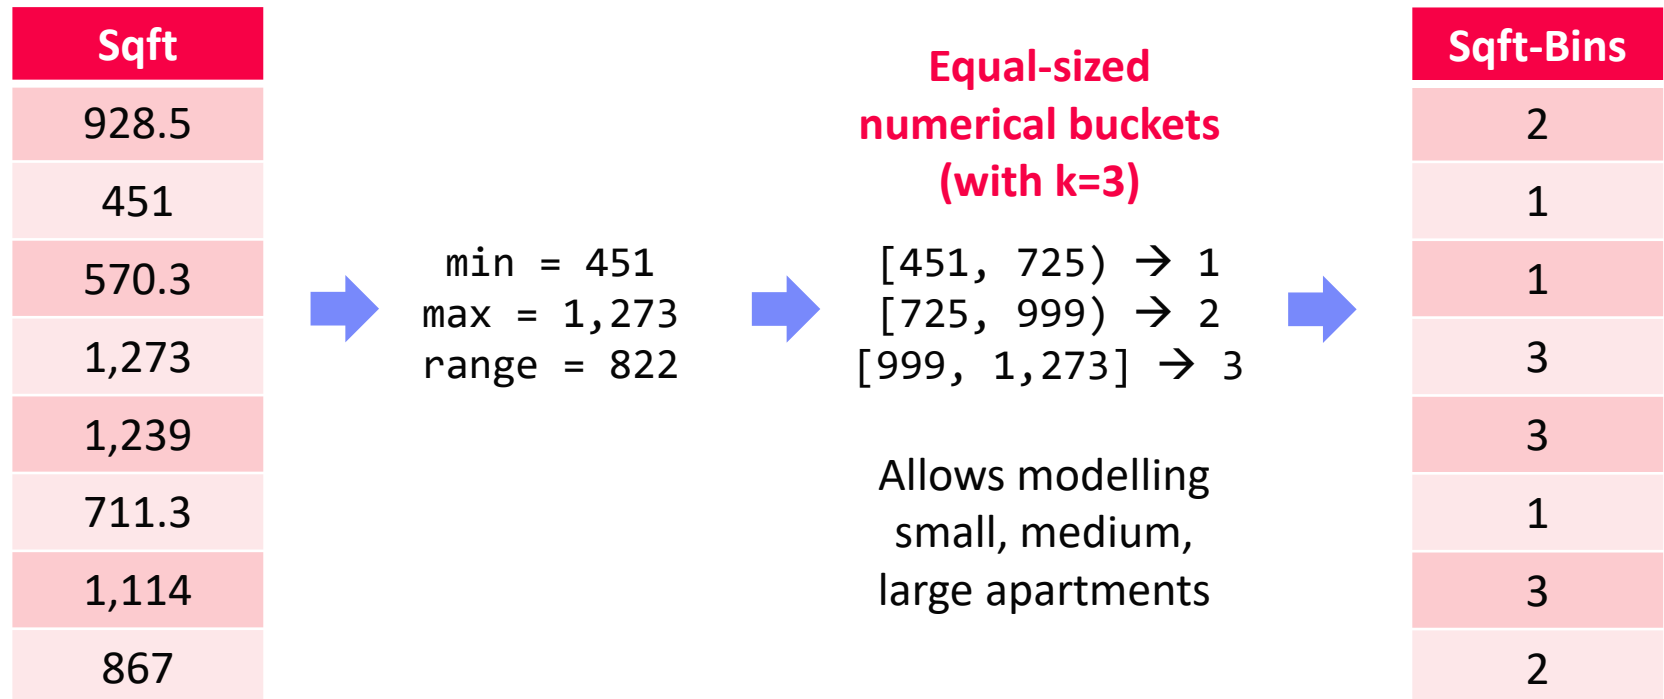 Sqft
928.5
451
570.3
1,273
1,239
711.3
1,114
867
min = 451
max = 1,273
range = 822
Equal-sized
numerical buckets
(with k=3)
[451, 725) → 1
[725, 999) → 2
[999, 1,273] → 3
Allows modelling
small, medium,
large apartments
Sqft-Bins
2
1
1
3
3
1
3
2